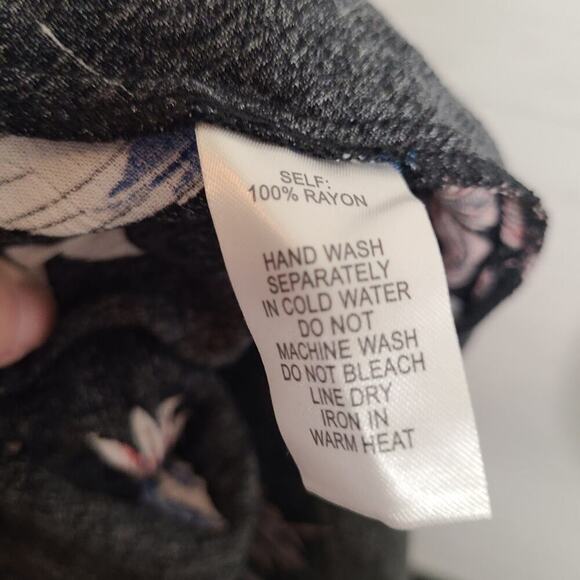 SELF:
100% RAYON
HAND WASH
SEPARATELY
IN COLD WATER
DO NOT
MACHINE WASH
DO NOT BLEACH
LINE DRY
IRON IN
WARM HEAT